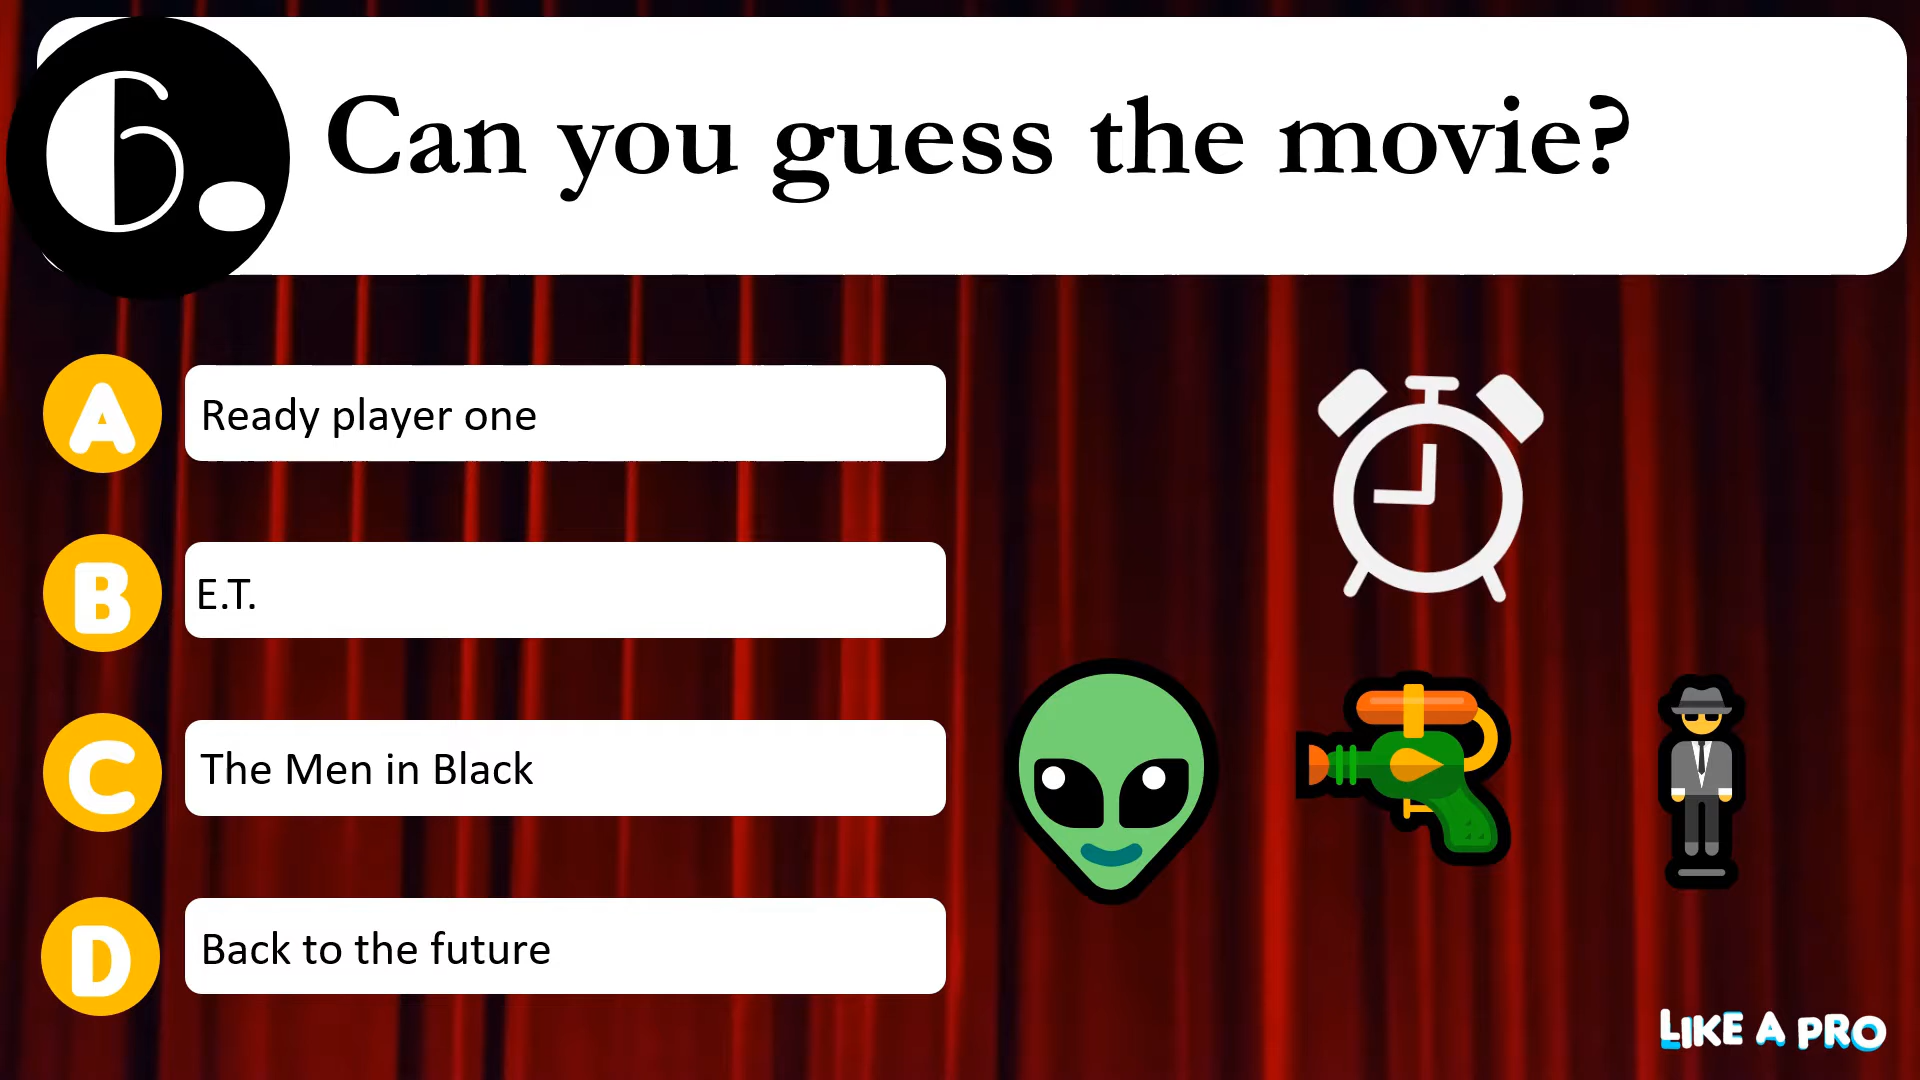 6. Can you guess the movie?
A Ready player one
B E.T.
C The Men in Black
D Back to the future
LIKE A PRO